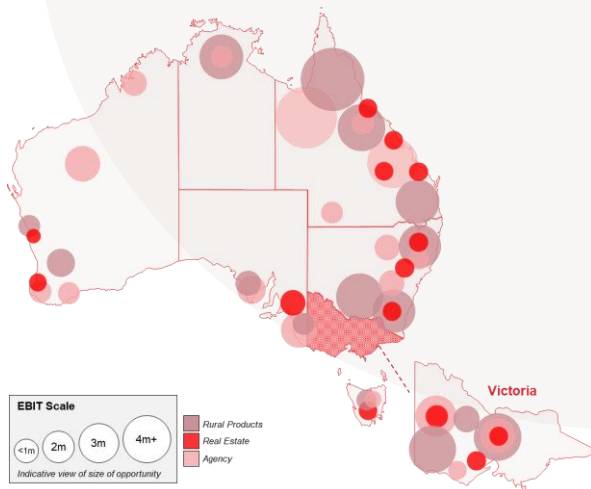 Victoria
EBIT Scale
<1m
2m
3m
4m+
Indicative view of size of opportunity
Rural Products
Real Estate
Agency